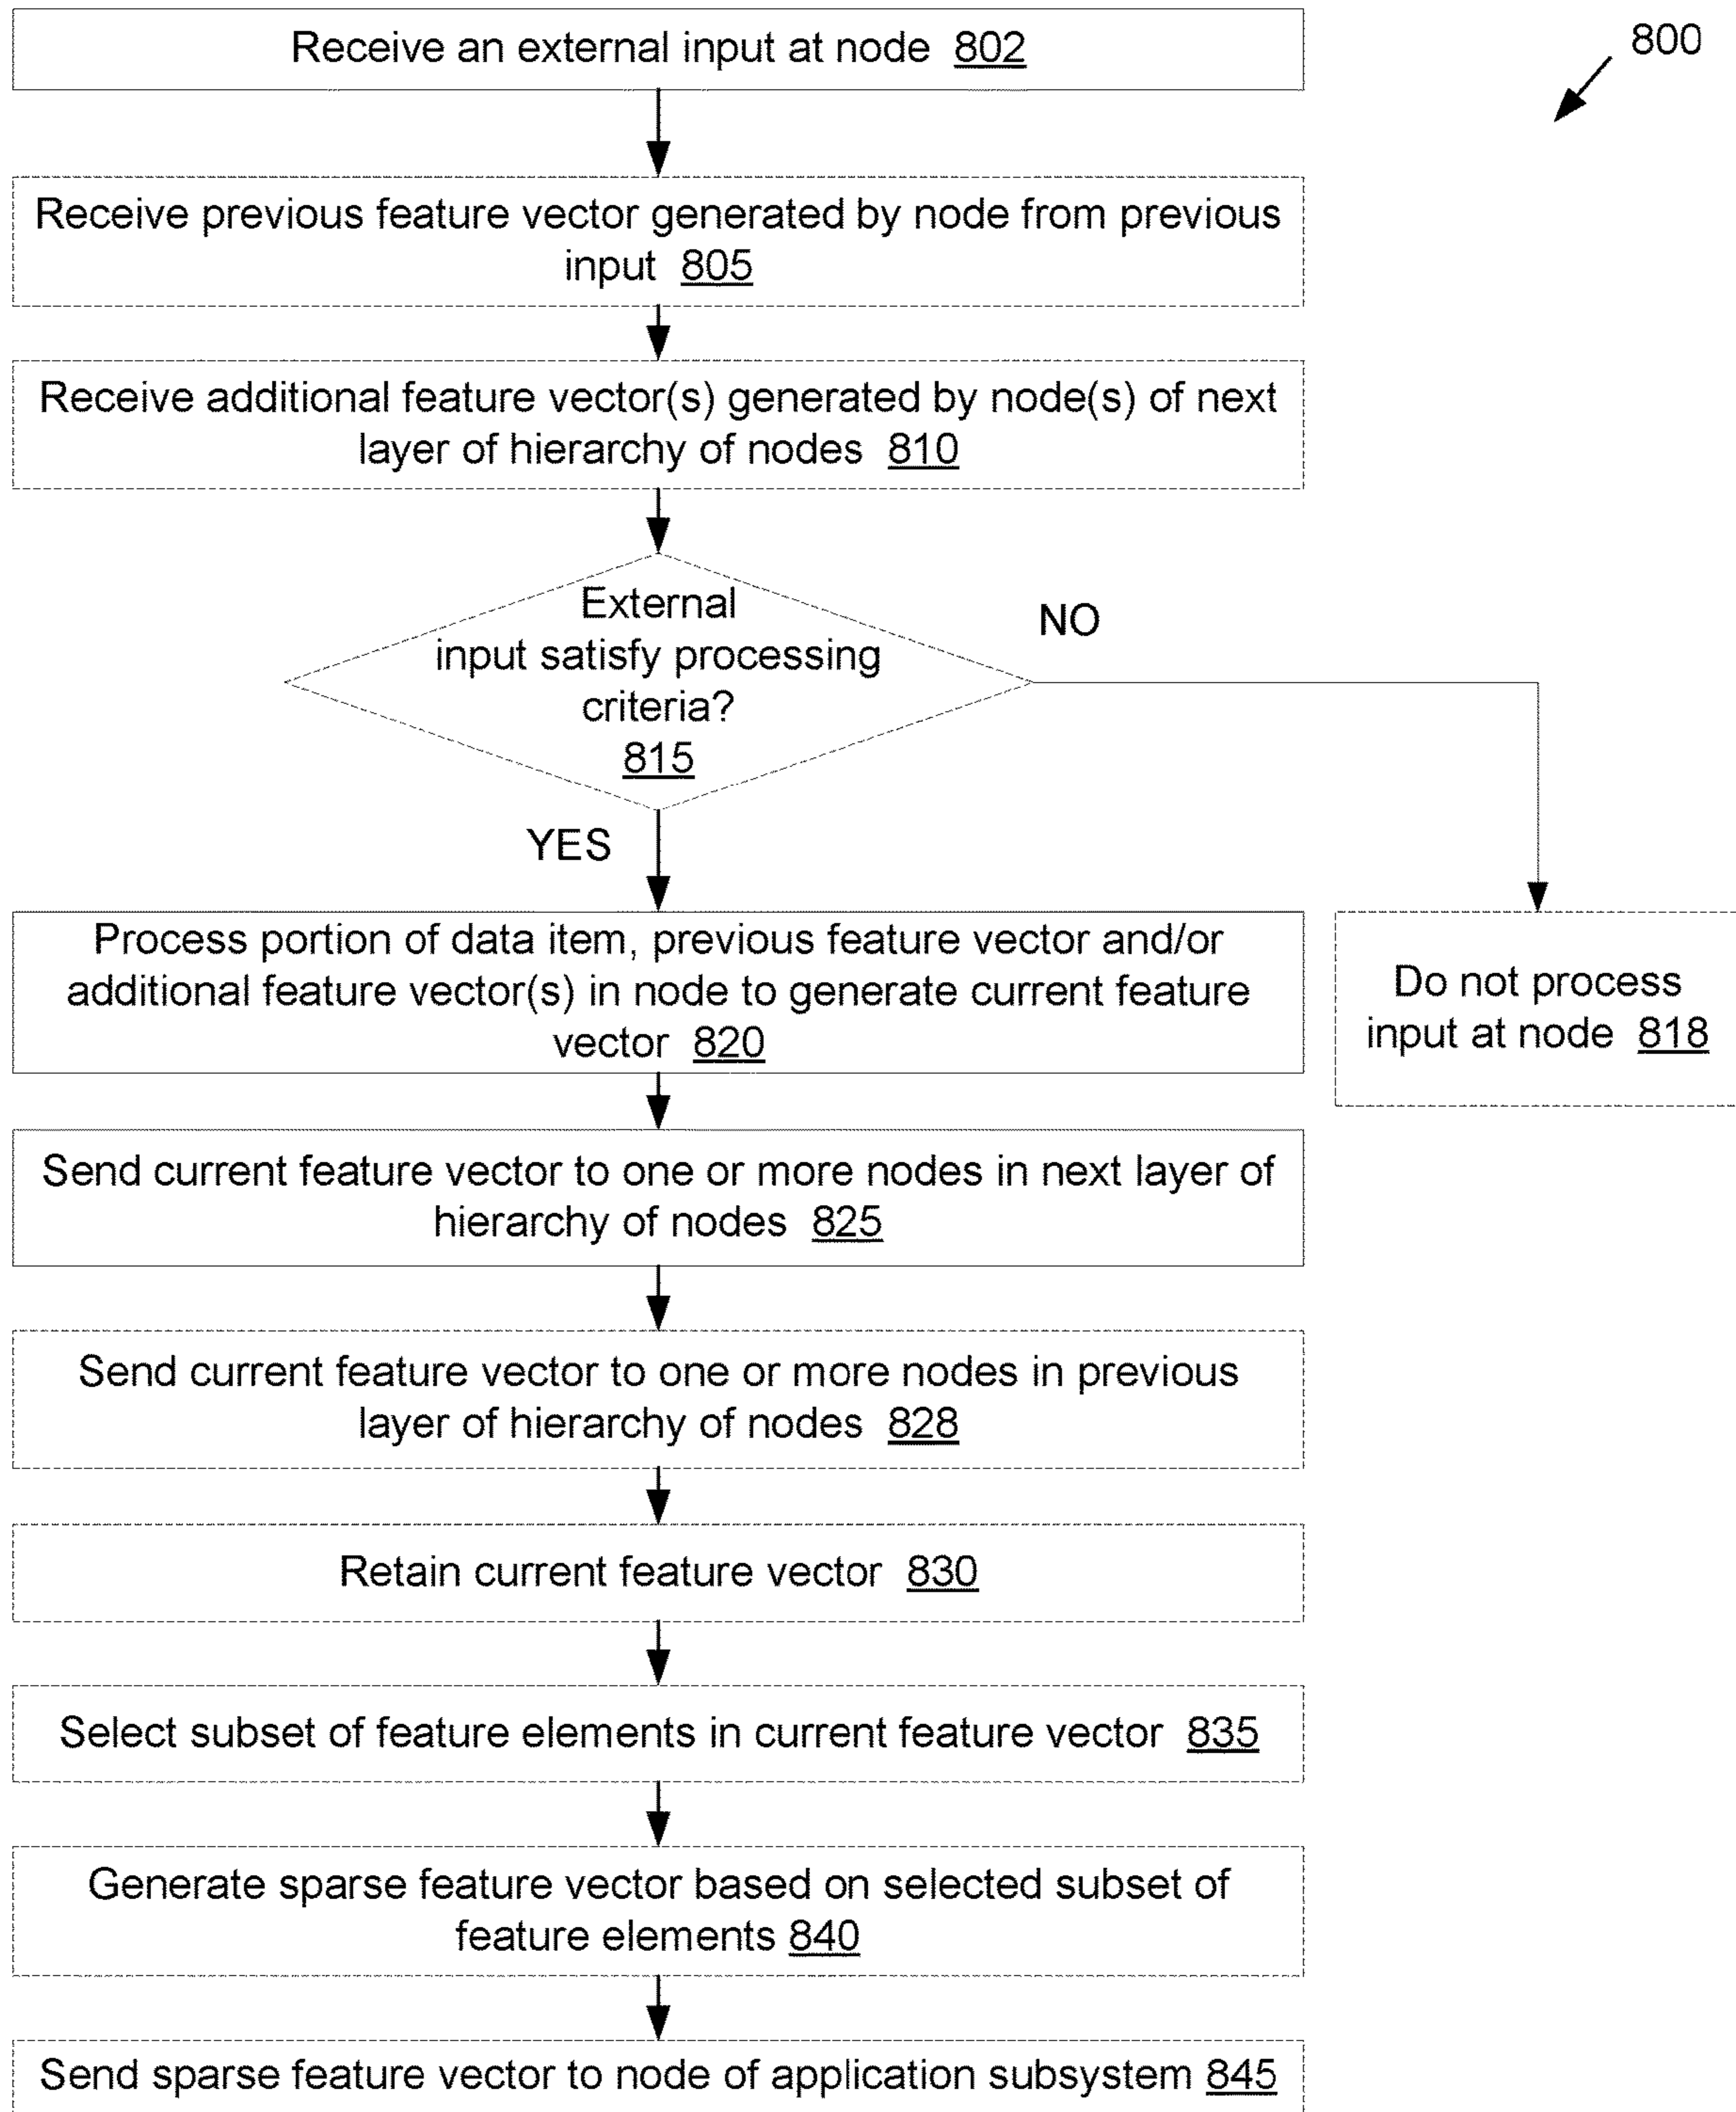 Receive an external input at node 802
800
Receive previous feature vector generated by node from previous
input 805
Receive additional feature vector(s) generated by node(s) of next
layer of hierarchy of nodes 810
External
input satisfy processing
criteria?
815
NO
YES
Process portion of data item, previous feature vector and/or
additional feature vector(s) in node to generate current feature
vector 820
Do not process
input at node 818
Send current feature vector to one or more nodes in next layer of
hierarchy of nodes 825
Send current feature vector to one or more nodes in previous
layer of hierarchy of nodes 828
Retain current feature vector 830
Select subset of feature elements in current feature vector 835
Generate sparse feature vector based on selected subset of
feature elements 840
Send sparse feature vector to node of application subsystem 845